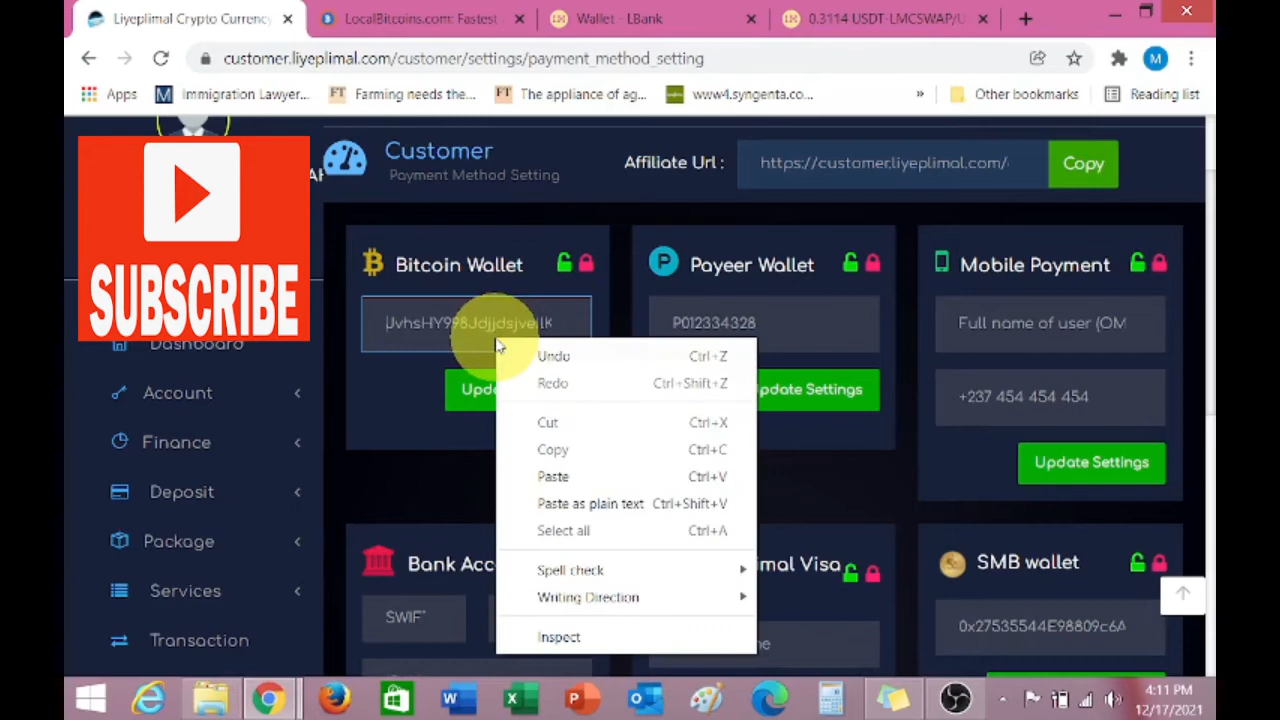 Liyeplimal Crypto Currency
LocalBitcoins.com: Fastest
Wallet - LBank
0.3114 USDT-LMCSWAP/U
customer.liyeplimal.com/customer/settings/payment_method_setting
M
Apps
Immigration Lawyer...
Farming needs the...
The appliance of ag...
www4.syngenta.co...
»
Other bookmarks
Reading list
Customer
Payment Method Setting
Affiliate Url :
https://customer.liyeplimal.com/
Copy
SUBSCRIBE
Bitcoin Wallet
Payeer Wallet
Mobile Payment
P012334328
Full name of user (OM
+237 454 454 454
Update Settings
Update Settings
Undo Ctrl+Z
Redo Ctrl+Shift+Z
Cut Ctrl+X
Copy Ctrl+C
Paste Ctrl+V
Paste as plain text Ctrl+Shift+V
Select all Ctrl+A
Spell check
Writing Direction
Inspect
Dashboard
Account
Finance
Deposit
Package
Services
Transaction
Bank Acc
imal Visa
SMB wallet
SWIFT
0x27535544E98809c6A
4:11 PM
12/17/2021